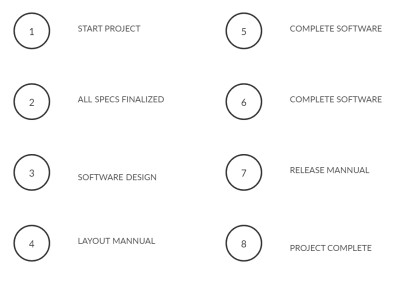 1 START PROJECT
2 ALL SPECS FINALIZED
3 SOFTWARE DESIGN
4 LAYOUT MANNUAL
5 COMPLETE SOFTWARE
6 COMPLETE SOFTWARE
7 RELEASE MANNUAL
8 PROJECT COMPLETE